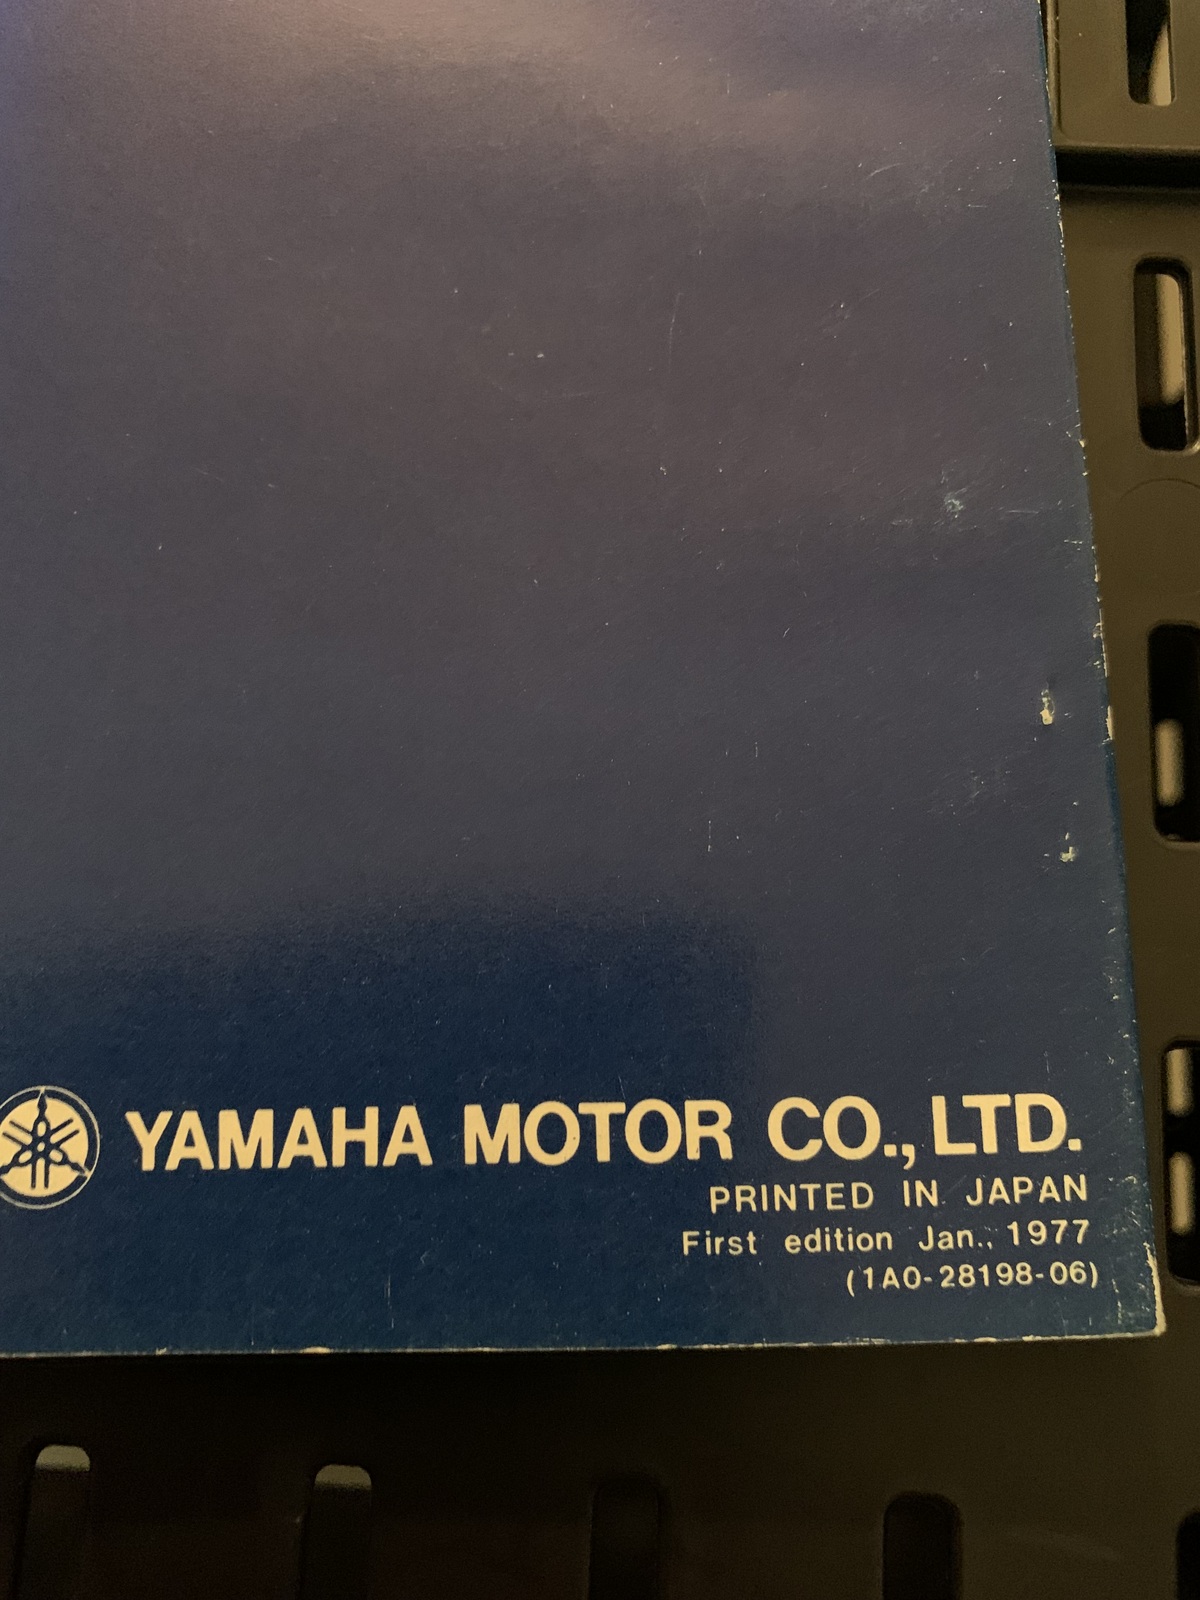 YAMAHA MOTOR CO., LTD.
PRINTED IN JAPAN
First edition Jan., 1977
(1A0-28198-06)